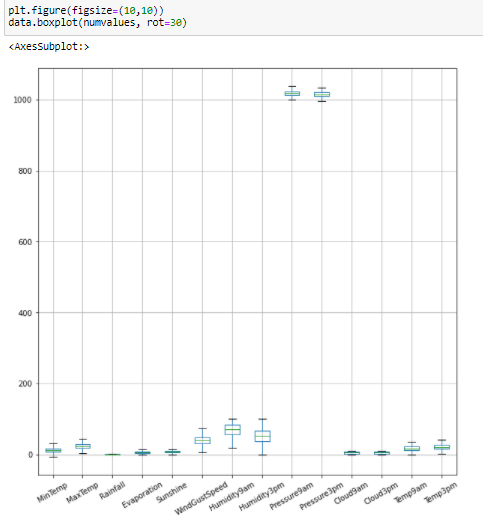 plt.figure(figsize=(10,10))
data.boxplot(numvalues, rot=30)
<AxesSubplot:>
1000
800
600
400
200
0
MinTemp
MaxTemp
Rainfall
Evaporation
Sunshine
WindGustSpeed
Humidity9am
Humidity3pm
Pressure9am
Pressure3pm
Cloud9am
Cloud3pm
Temp9am
Temp3pm